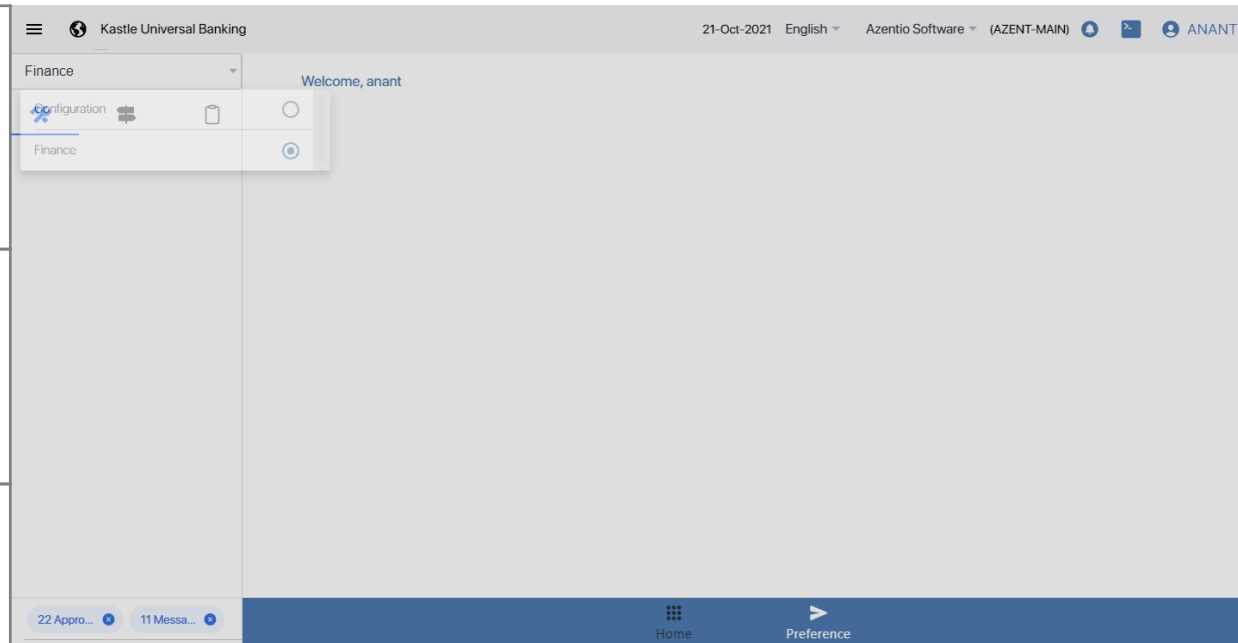 Kastle Universal Banking 21-Oct-2021 English Azentio Software (AZENT-MAIN) ANANT
Finance
Welcome, anant
Configuration
Finance
22 Appro... 11 Messa...
Home Preference